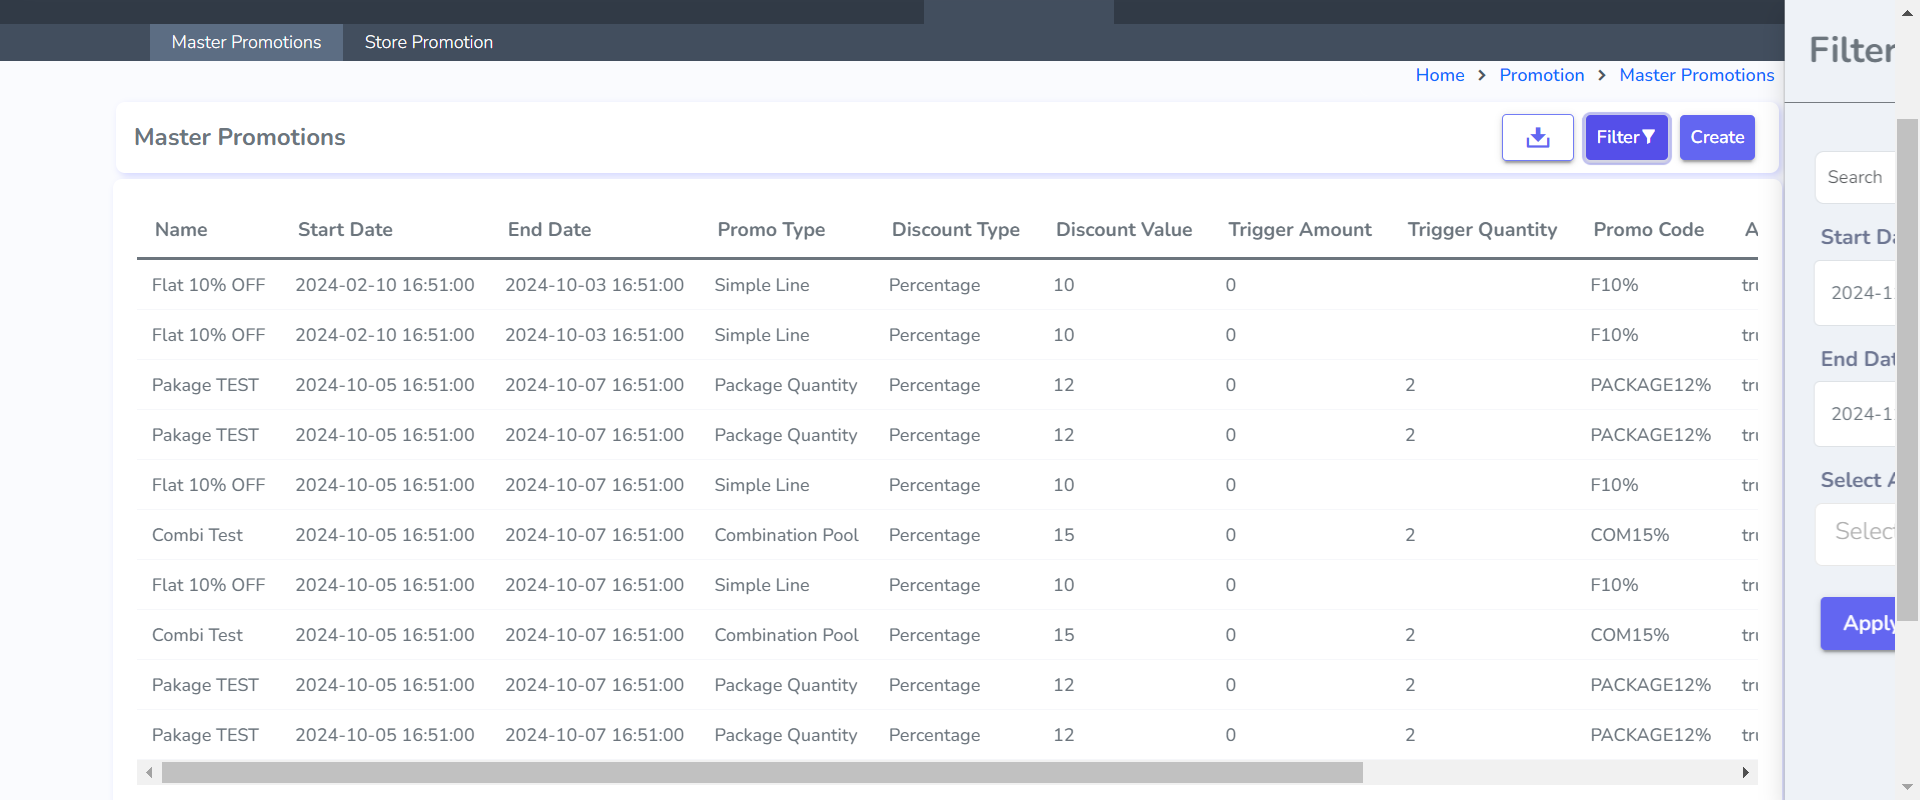 Master Promotions Store Promotion
Filter
Home > Promotion > Master Promotions
Master Promotions Filter Create
Search
Name Start Date End Date Promo Type Discount Type Discount Value Trigger Amount Trigger Quantity Promo Code A
Start Da
Flat 10% OFF 2024-02-10 16:51:00 2024-10-03 16:51:00 Simple Line Percentage 10 0 F10% tru
2024-1
Flat 10% OFF 2024-02-10 16:51:00 2024-10-03 16:51:00 Simple Line Percentage 10 0 F10% tru
End Dat
Pakage TEST 2024-10-05 16:51:00 2024-10-07 16:51:00 Package Quantity Percentage 12 0 2 PACKAGE12% tru
2024-1
Pakage TEST 2024-10-05 16:51:00 2024-10-07 16:51:00 Package Quantity Percentage 12 0 2 PACKAGE12% tru
Select A
Flat 10% OFF 2024-10-05 16:51:00 2024-10-07 16:51:00 Simple Line Percentage 10 0 F10% tru
Select
Combi Test 2024-10-05 16:51:00 2024-10-07 16:51:00 Combination Pool Percentage 15 0 2 COM15% tru
Flat 10% OFF 2024-10-05 16:51:00 2024-10-07 16:51:00 Simple Line Percentage 10 0 F10% tru
Apply
Combi Test 2024-10-05 16:51:00 2024-10-07 16:51:00 Combination Pool Percentage 15 0 2 COM15% tru
Pakage TEST 2024-10-05 16:51:00 2024-10-07 16:51:00 Package Quantity Percentage 12 0 2 PACKAGE12% tru
Pakage TEST 2024-10-05 16:51:00 2024-10-07 16:51:00 Package Quantity Percentage 12 0 2 PACKAGE12% tru